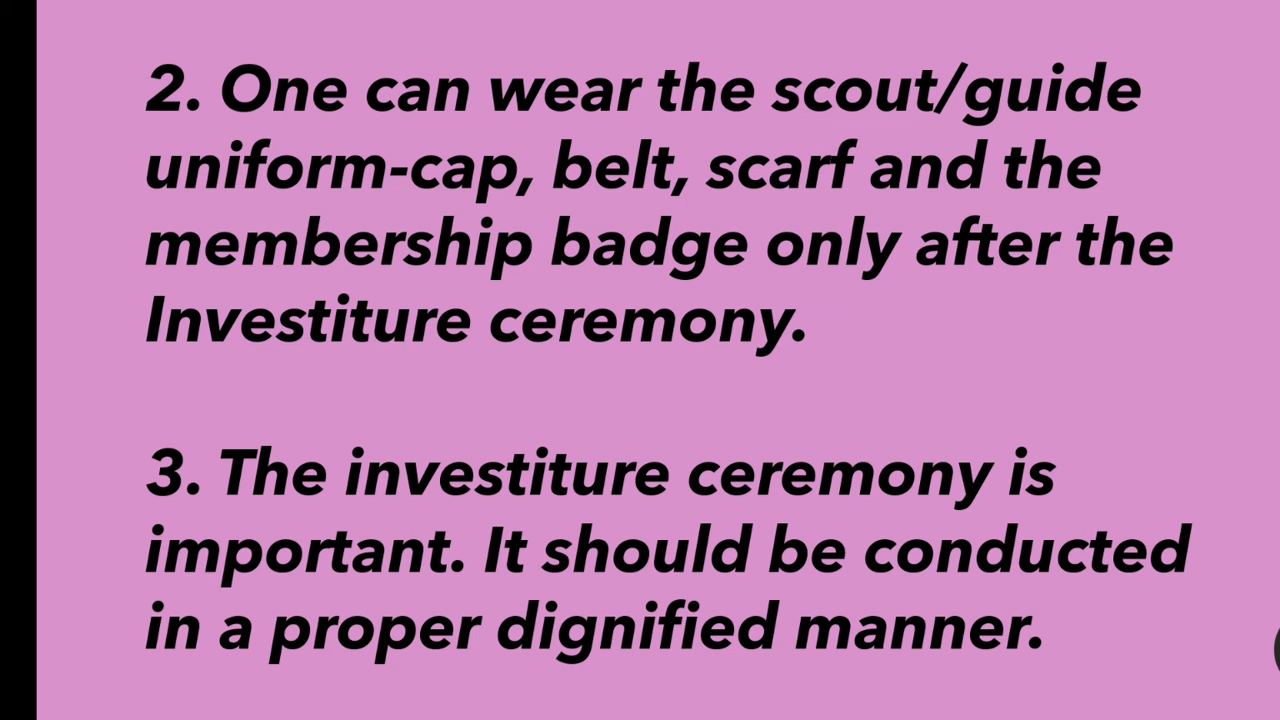 2. One can wear the scout/guide
uniform-cap, belt, scarf and the
membership badge only after the
Investiture ceremony.
3. The investiture ceremony is
important. It should be conducted
in a proper dignified manner.